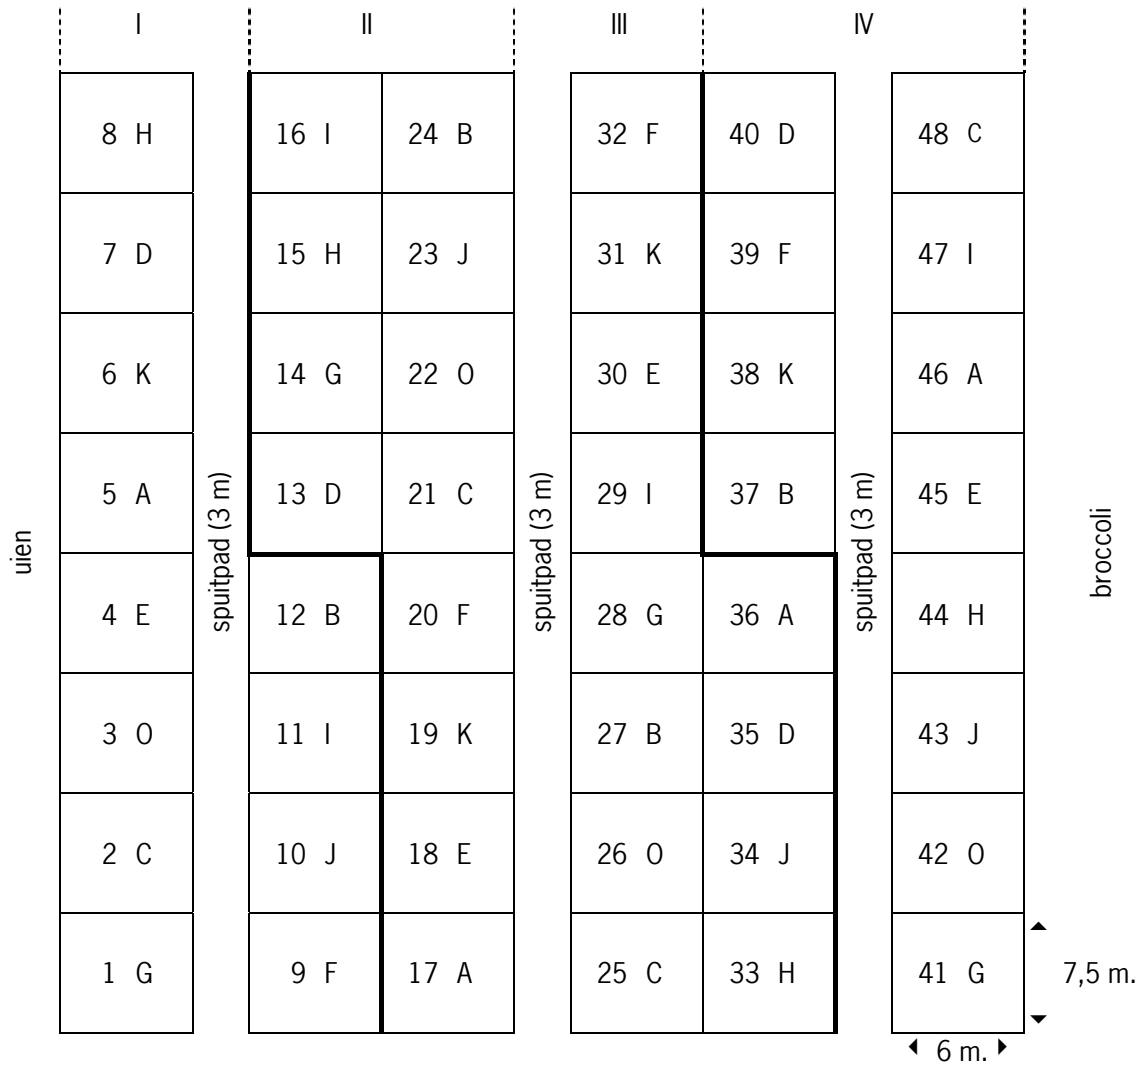 I II III IV
8 H 16 I 24 B 32 F 40 D 48 C
7 D 15 H 23 J 31 K 39 F 47 I
6 K 14 G 22 O 30 E 38 K 46 A
5 A 13 D 21 C 29 I 37 B 45 E
uien
spuitpad (3 m)
spuitpad (3 m)
spuitpad (3 m)
broccoli
4 E 12 B 20 F 28 G 36 A 44 H
3 O 11 I 19 K 27 B 35 D 43 J
2 C 10 J 18 E 26 O 34 J 42 O
1 G 9 F 17 A 25 C 33 H 41 G
7,5 m.
6 m.